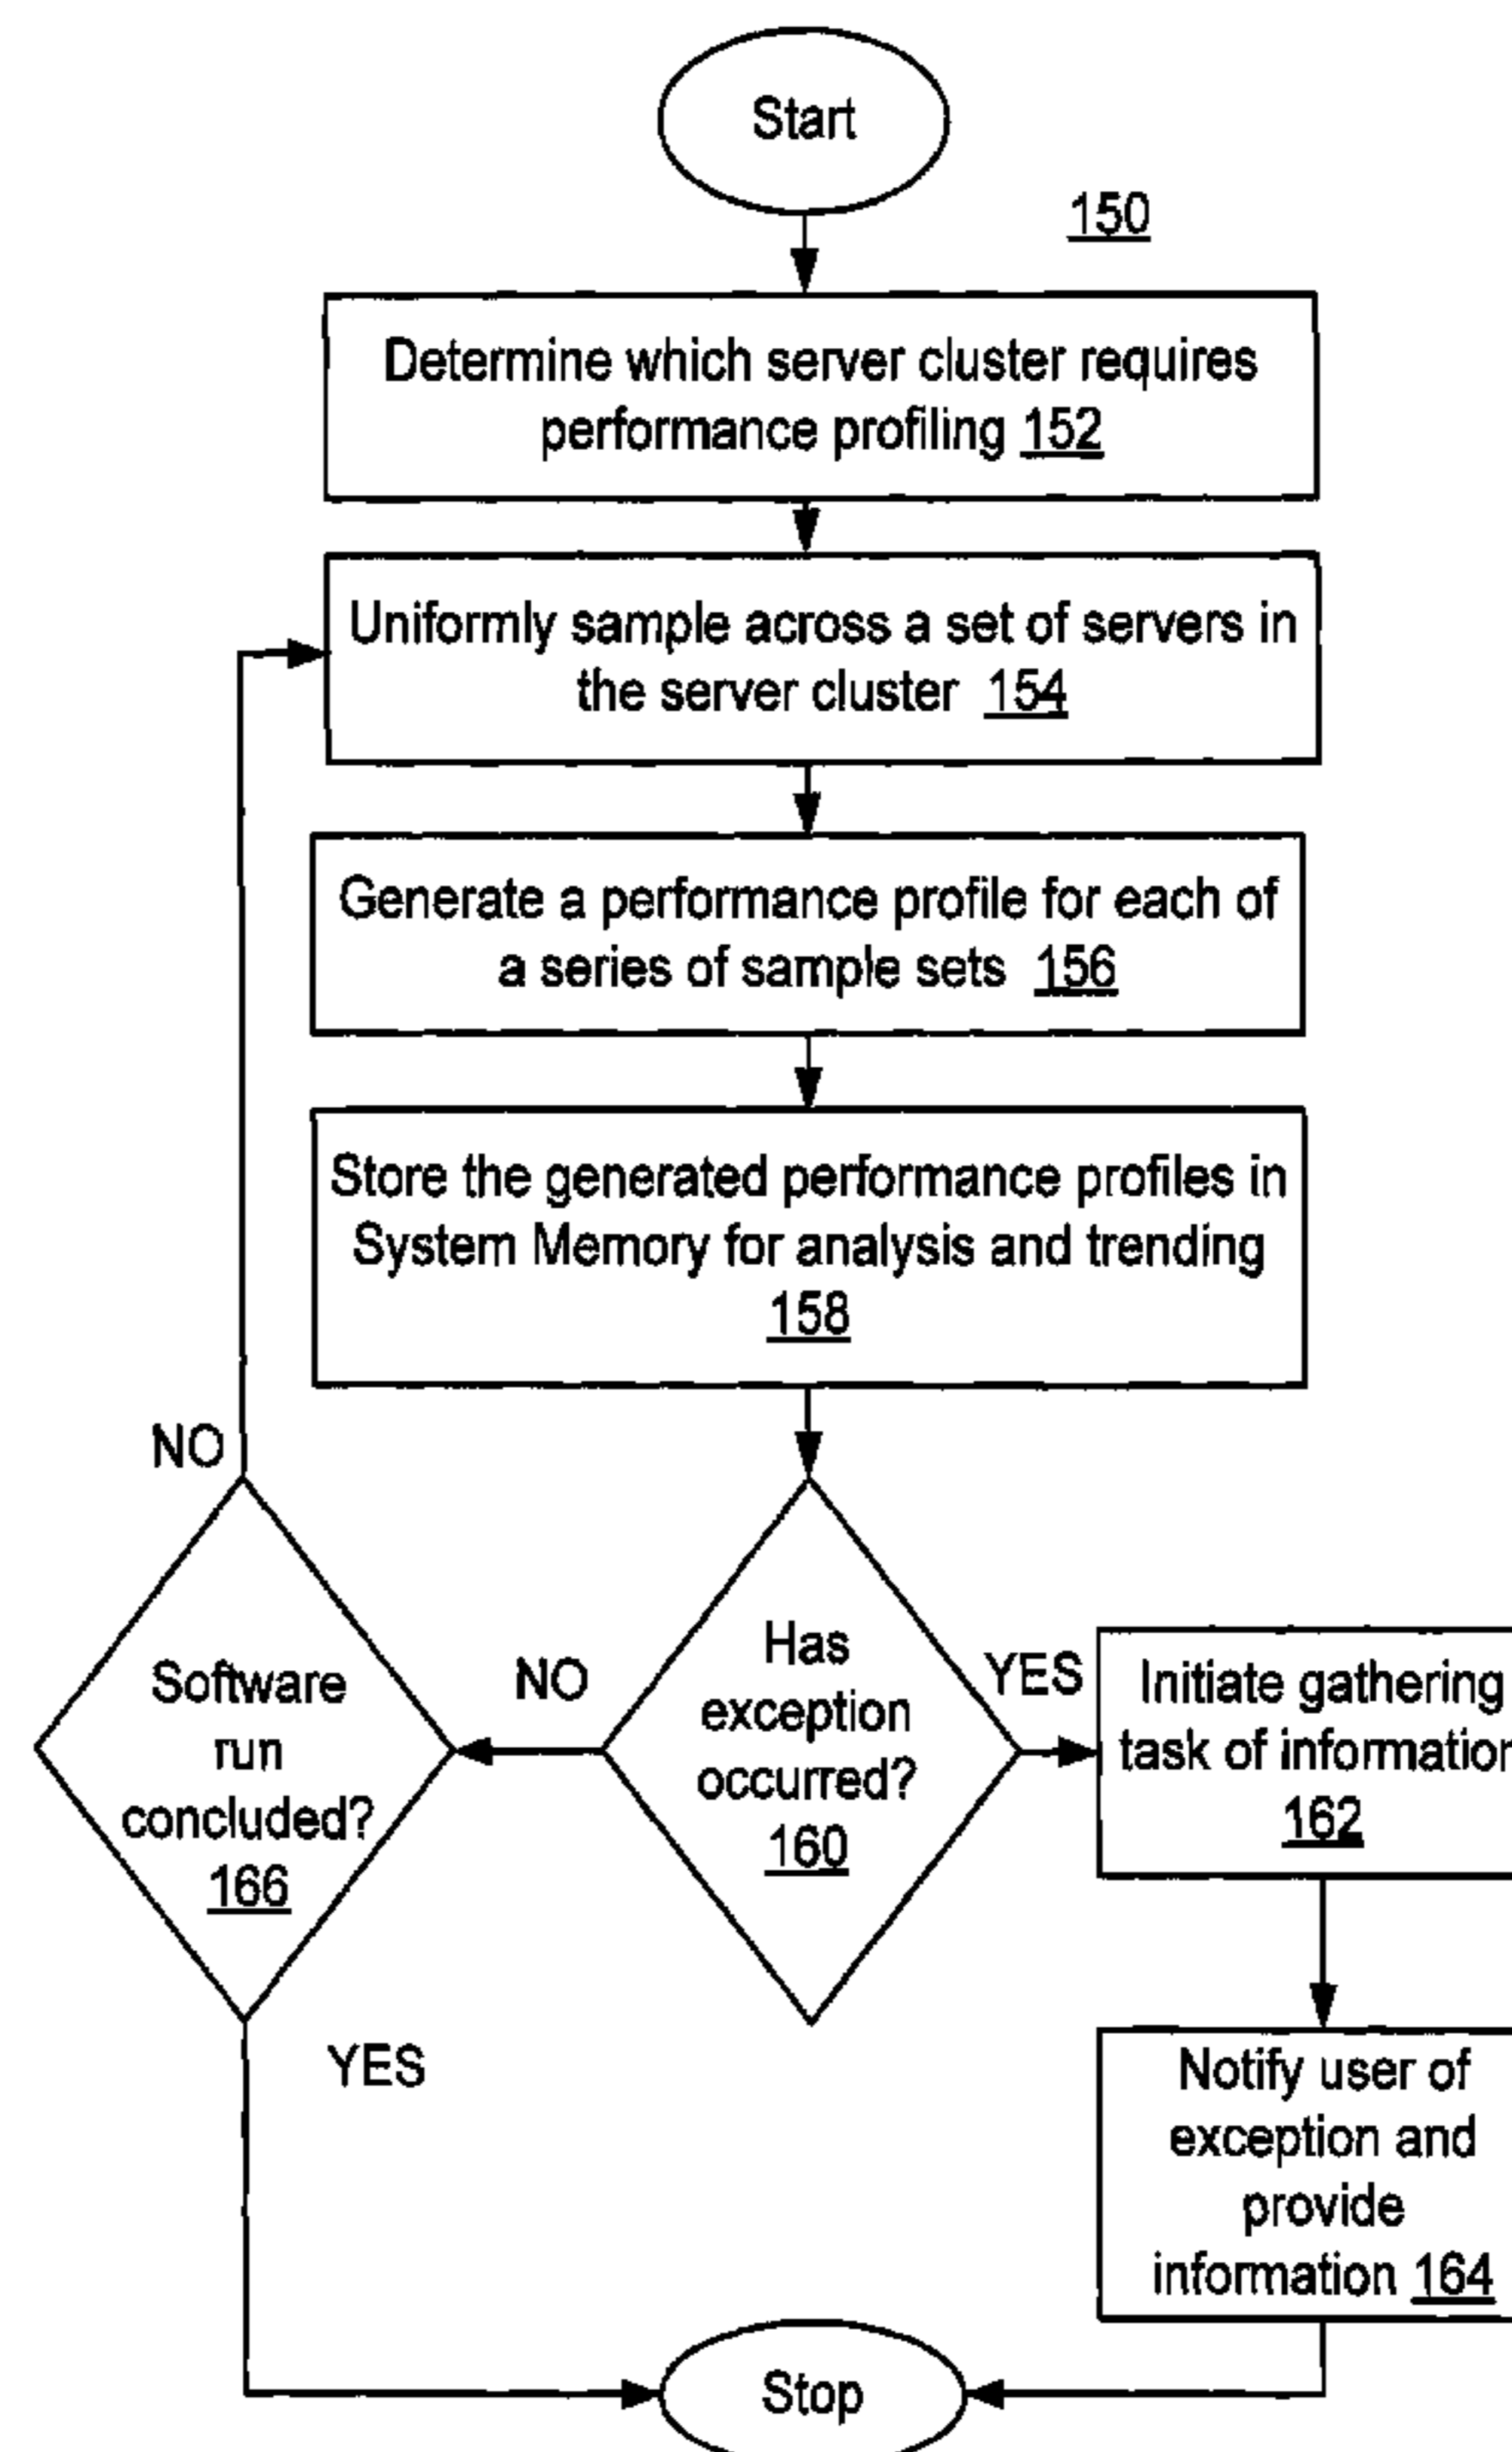 Start
150
Determine which server cluster requires
performance profiling 152
Uniformly sample across a set of servers in
the server cluster 154
Generate a performance profile for each of
a series of sample sets 156
Store the generated performance profiles in
System Memory for analysis and trending
158
NO
Software
run
concluded?
166
NO
Has
exception
occurred?
160
YES
Initiate gathering
task of information
162
YES
Notify user of
exception and
provide
information 164
Stop